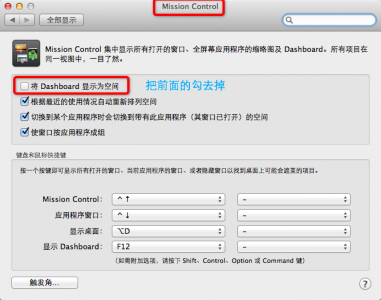 Mission Control
全部显示
Mission Control 集中显示所有打开的窗口、全屏幕应用程序的缩略面及 Dashboard。所有项目在
同一视图中，一目了然。
将 Dashboard 显示为空间
把前面的勾去掉
根据最近的使用情况自动重新排列空间
切换到某个应用程序时会切换到带有此应用程序（其窗口已打开）的空间
使窗口按应用程序成组
键盘和鼠标快捷键
按一个键即可显示所有打开的窗口、当前应用程序的窗口、或者隐藏窗口以找到桌面上可能会遮蔽的项目。
Mission Control: ⌃↑ –
应用程序窗口: ⌃↓ –
显示桌面: ⌥D –
显示 Dashboard: F12 –
（如需附加选项，请按下 Shift、Control、Option 或 Command 键）
触发角... ?